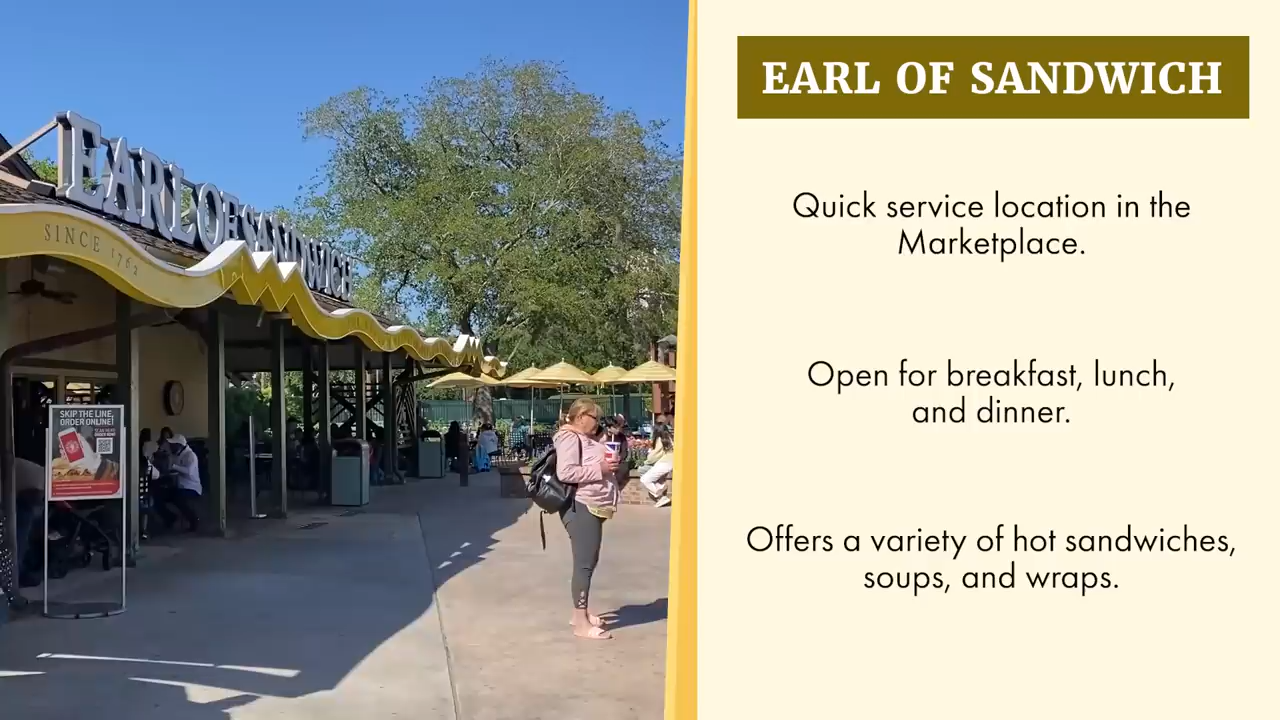 EARL OF SANDWICH
SINCE 1762
SKIP THE LINE,
ORDER ONLINE!
EARL OF SANDWICH
Quick service location in the
Marketplace.
Open for breakfast, lunch,
and dinner.
Offers a variety of hot sandwiches,
soups, and wraps.